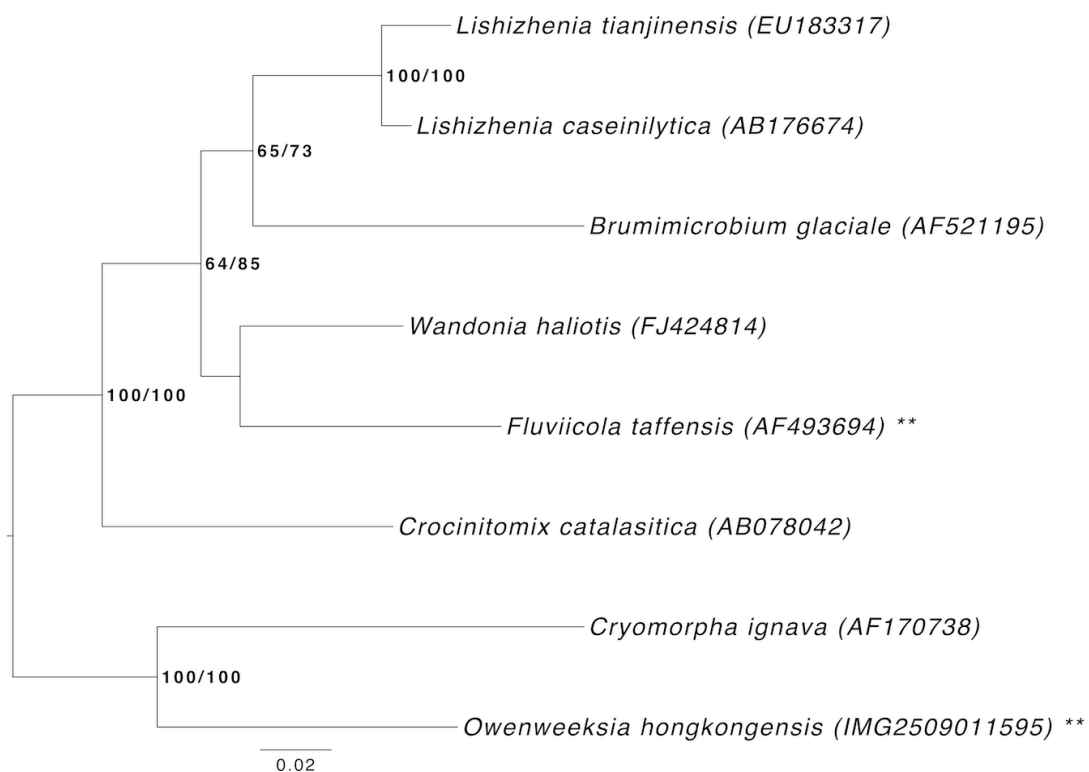 Lishizhenia tianjinensis (EU183317)
100/100
Lishizhenia caseinilytica (AB176674)
65/73
Brumimicrobium glaciale (AF521195)
64/85
Wandonia haliotis (FJ424814)
100/100
Fluviicola taffensis (AF493694) **
Crocinitomix catalasitica (AB078042)
Cryomorpha ignava (AF170738)
100/100
Owenweeksia hongkongensis (IMG2509011595) **
0.02